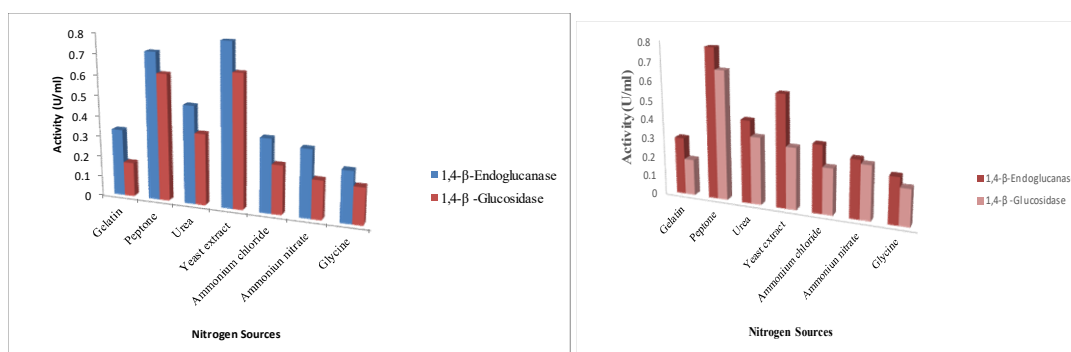 0.8
0.7
0.6
0.5
0.4
0.3
0.2
0.1
0
Activity (U/ml)
Gelatin
Peptone
Urea
Yeast extract
Ammonium chloride
Ammoniun nitrate
Glycine
Nitrogen Sources
1,4-β-Endoglucanase
1,4-β -Glucosidase
0.8
0.7
0.6
0.5
0.4
0.3
0.2
0.1
0
Activity (U/ml)
Gelatin
Peptone
Urea
Yeast extract
Ammonium chloride
Ammoniun nitrate
Glycine
Nitrogen Sources
1,4-β-Endoglucanas
1,4-β -Glucosidase